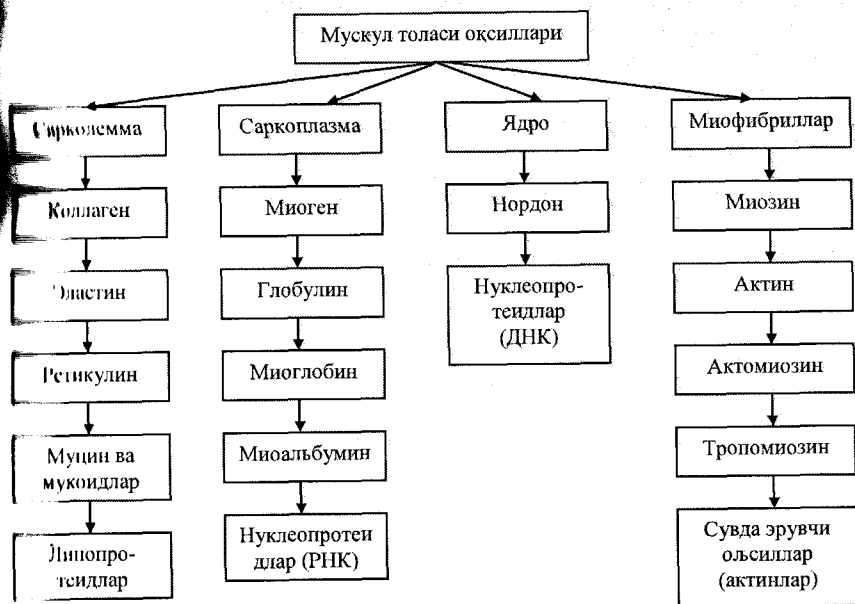 Мускул толаси оқсиллари
Сарколемма
Саркоплазма
Ядро
Миофибриллар
Коллаген
Миоген
Нордон
Миозин
Эластин
Глобулин
Нуклеопро-
теидлар
(ДНК)
Актин
Ретикулин
Миоглобин
Актомиозин
Муцин ва
мукоидлар
Миоальбумин
Тропомиозин
Липопро-
теидлар
Нуклеопротеи
длар (РНК)
Сувда эрувчи
ољсиллар
(актинлар)